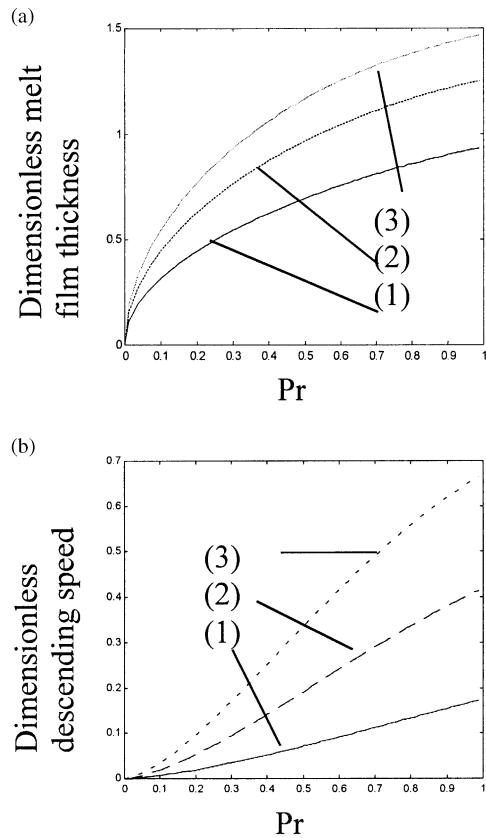 (a)
Dimensionless melt
film thickness
1.5
1
0.5
0
(3)
(2)
(1)
0 0.1 0.2 0.3 0.4 0.5 0.6 0.7 0.8 0.9 1
Pr
(b)
Dimensionless
descending speed
0.7
0.6
0.5
0.4
0.3
0.2
0.1
0
(3)
(2)
(1)
0 0.1 0.2 0.3 0.4 0.5 0.6 0.7 0.8 0.9 1
Pr